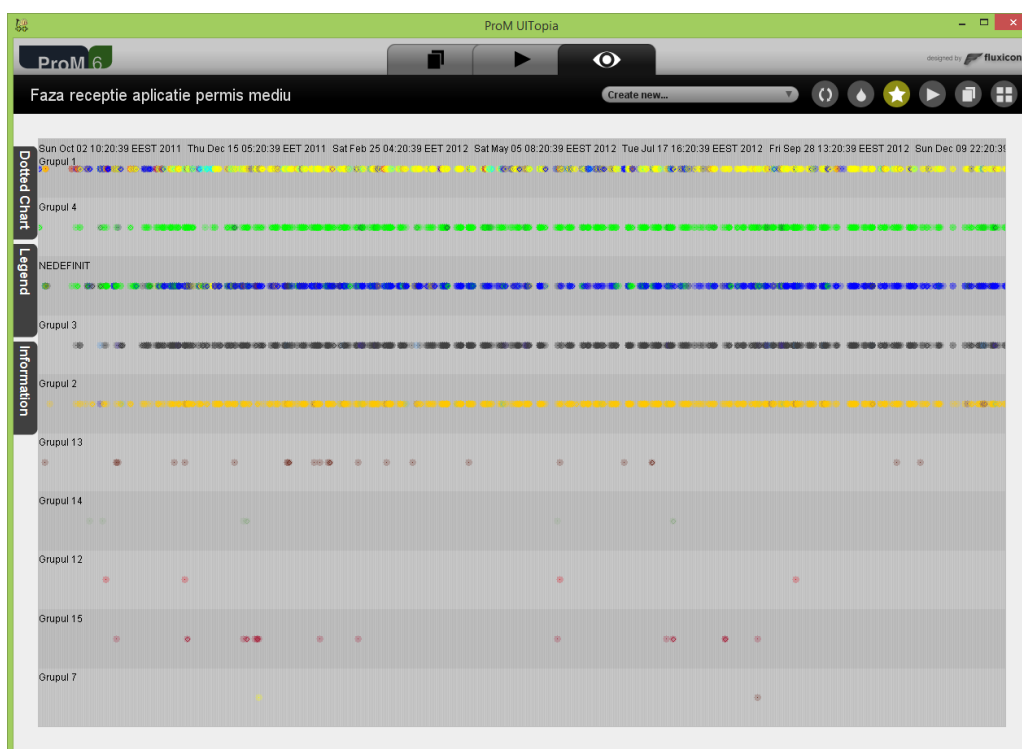 ProM UITopia
ProM 6
designed by fluxicon
Faza receptie aplicatie permis mediu
Create new...
Dotted Chart
Legend
Information
Sun Oct 02 10:20:39 EEST 2011 Thu Dec 15 05:20:39 EET 2011 Sat Feb 25 04:20:39 EET 2012 Sat May 05 08:20:39 EEST 2012 Tue Jul 17 16:20:39 EEST 2012 Fri Sep 28 13:20:39 EEST 2012 Sun Dec 09 22:20:39
Grupul 1
Grupul 4
NEDEFINIT
Grupul 3
Grupul 2
Grupul 13
Grupul 14
Grupul 12
Grupul 15
Grupul 7